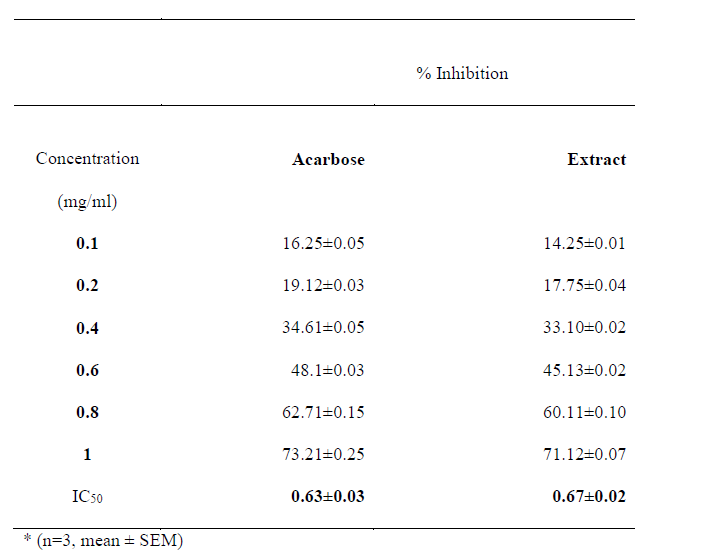 % Inhibition
Concentration Acarbose Extract
(mg/ml)
0.1 16.25±0.05 14.25±0.01
0.2 19.12±0.03 17.75±0.04
0.4 34.61±0.05 33.10±0.02
0.6 48.1±0.03 45.13±0.02
0.8 62.71±0.15 60.11±0.10
1 73.21±0.25 71.12±0.07
IC50 0.63±0.03 0.67±0.02
* (n=3, mean ± SEM)